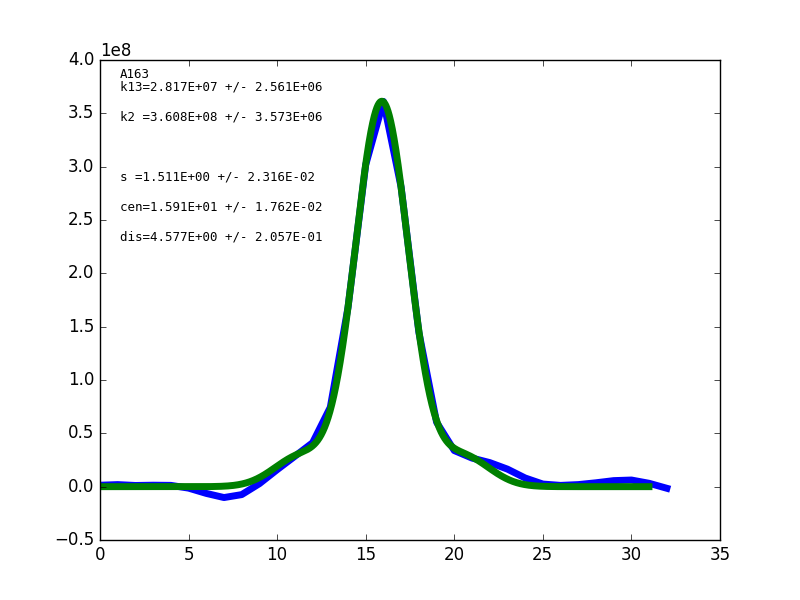 1e8
4.0
3.5
3.0
2.5
2.0
1.5
1.0
0.5
0.0
−0.5
A163
k13=2.817E+07 +/- 2.561E+06
k2 =3.608E+08 +/- 3.573E+06
s =1.511E+00 +/- 2.316E-02
cen=1.591E+01 +/- 1.762E-02
dis=4.577E+00 +/- 2.057E-01
0 5 10 15 20 25 30 35